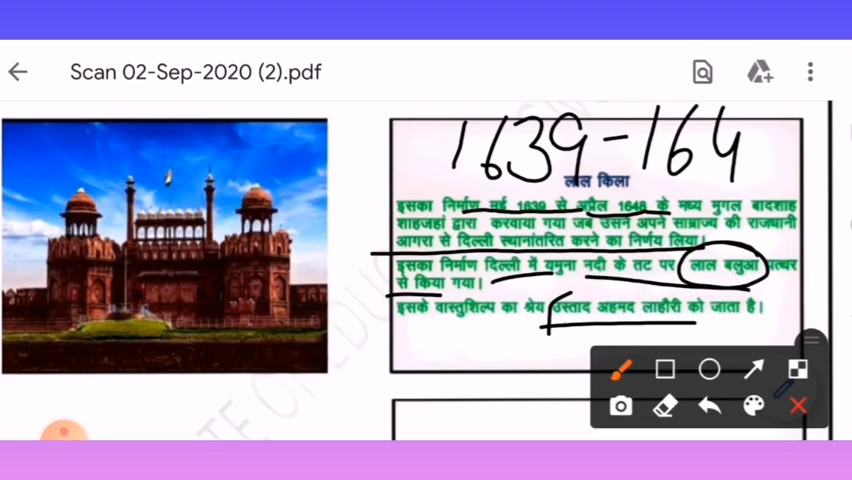 Scan 02-Sep-2020 (2).pdf
1639-164
लाल किला
इसका निर्माण मई 1639 से अप्रैल 1648 के मध्य मुगल बादशाह
शाहजहां द्वारा करवाया गया जब उसने अपने साम्राज्य की राजधानी
आगरा से दिल्ली स्थानांतरित करने का निर्णय लिया।
इसका निर्माण दिल्ली में यमुना नदी के तट पर लाल बलुआ पत्थर
से किया गया।
इसके वास्तुशिल्प का श्रेय उस्ताद अहमद लाहौरी को जाता है।